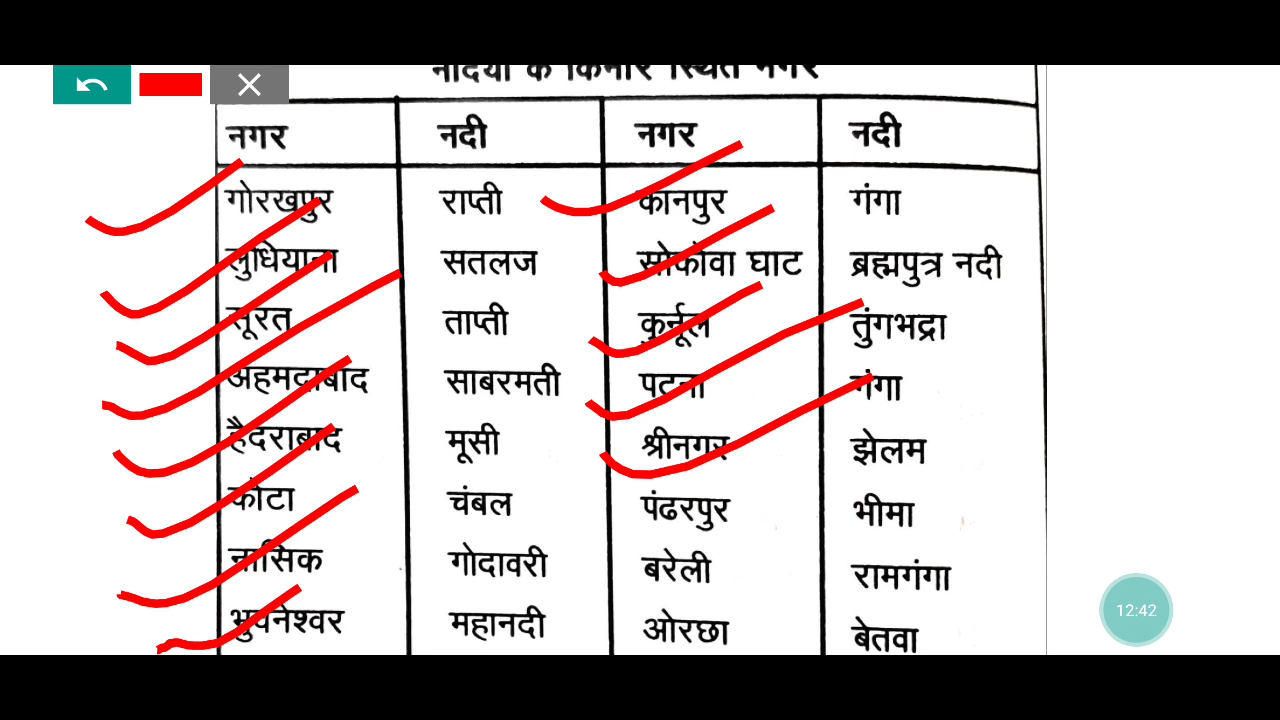 नदियों के किनारे स्थित नगर
नगर नदी नगर नदी
गोरखपुर राप्ती कानपुर गंगा
लुधियाना सतलज सोकोवा घाट ब्रह्मपुत्र नदी
सूरत ताप्ती कुर्नूल तुंगभद्रा
अहमदाबाद साबरमती पटना गंगा
हैदराबाद मूसी श्रीनगर झेलम
कोटा चंबल पंढरपुर भीमा
नासिक गोदावरी बरेली रामगंगा
भुवनेश्वर महानदी ओरछा बेतवा
12:42